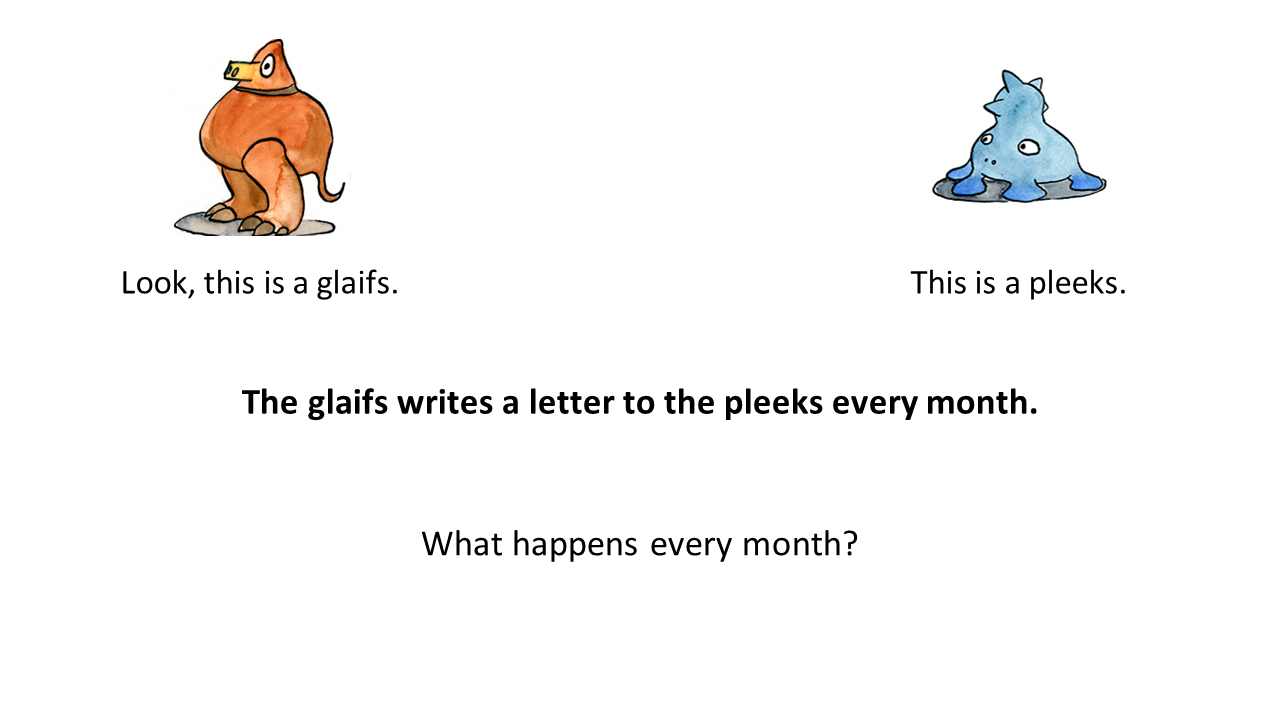 Look, this is a glaifs.
This is a pleeks.
The glaifs writes a letter to the pleeks every month.
What happens every month?